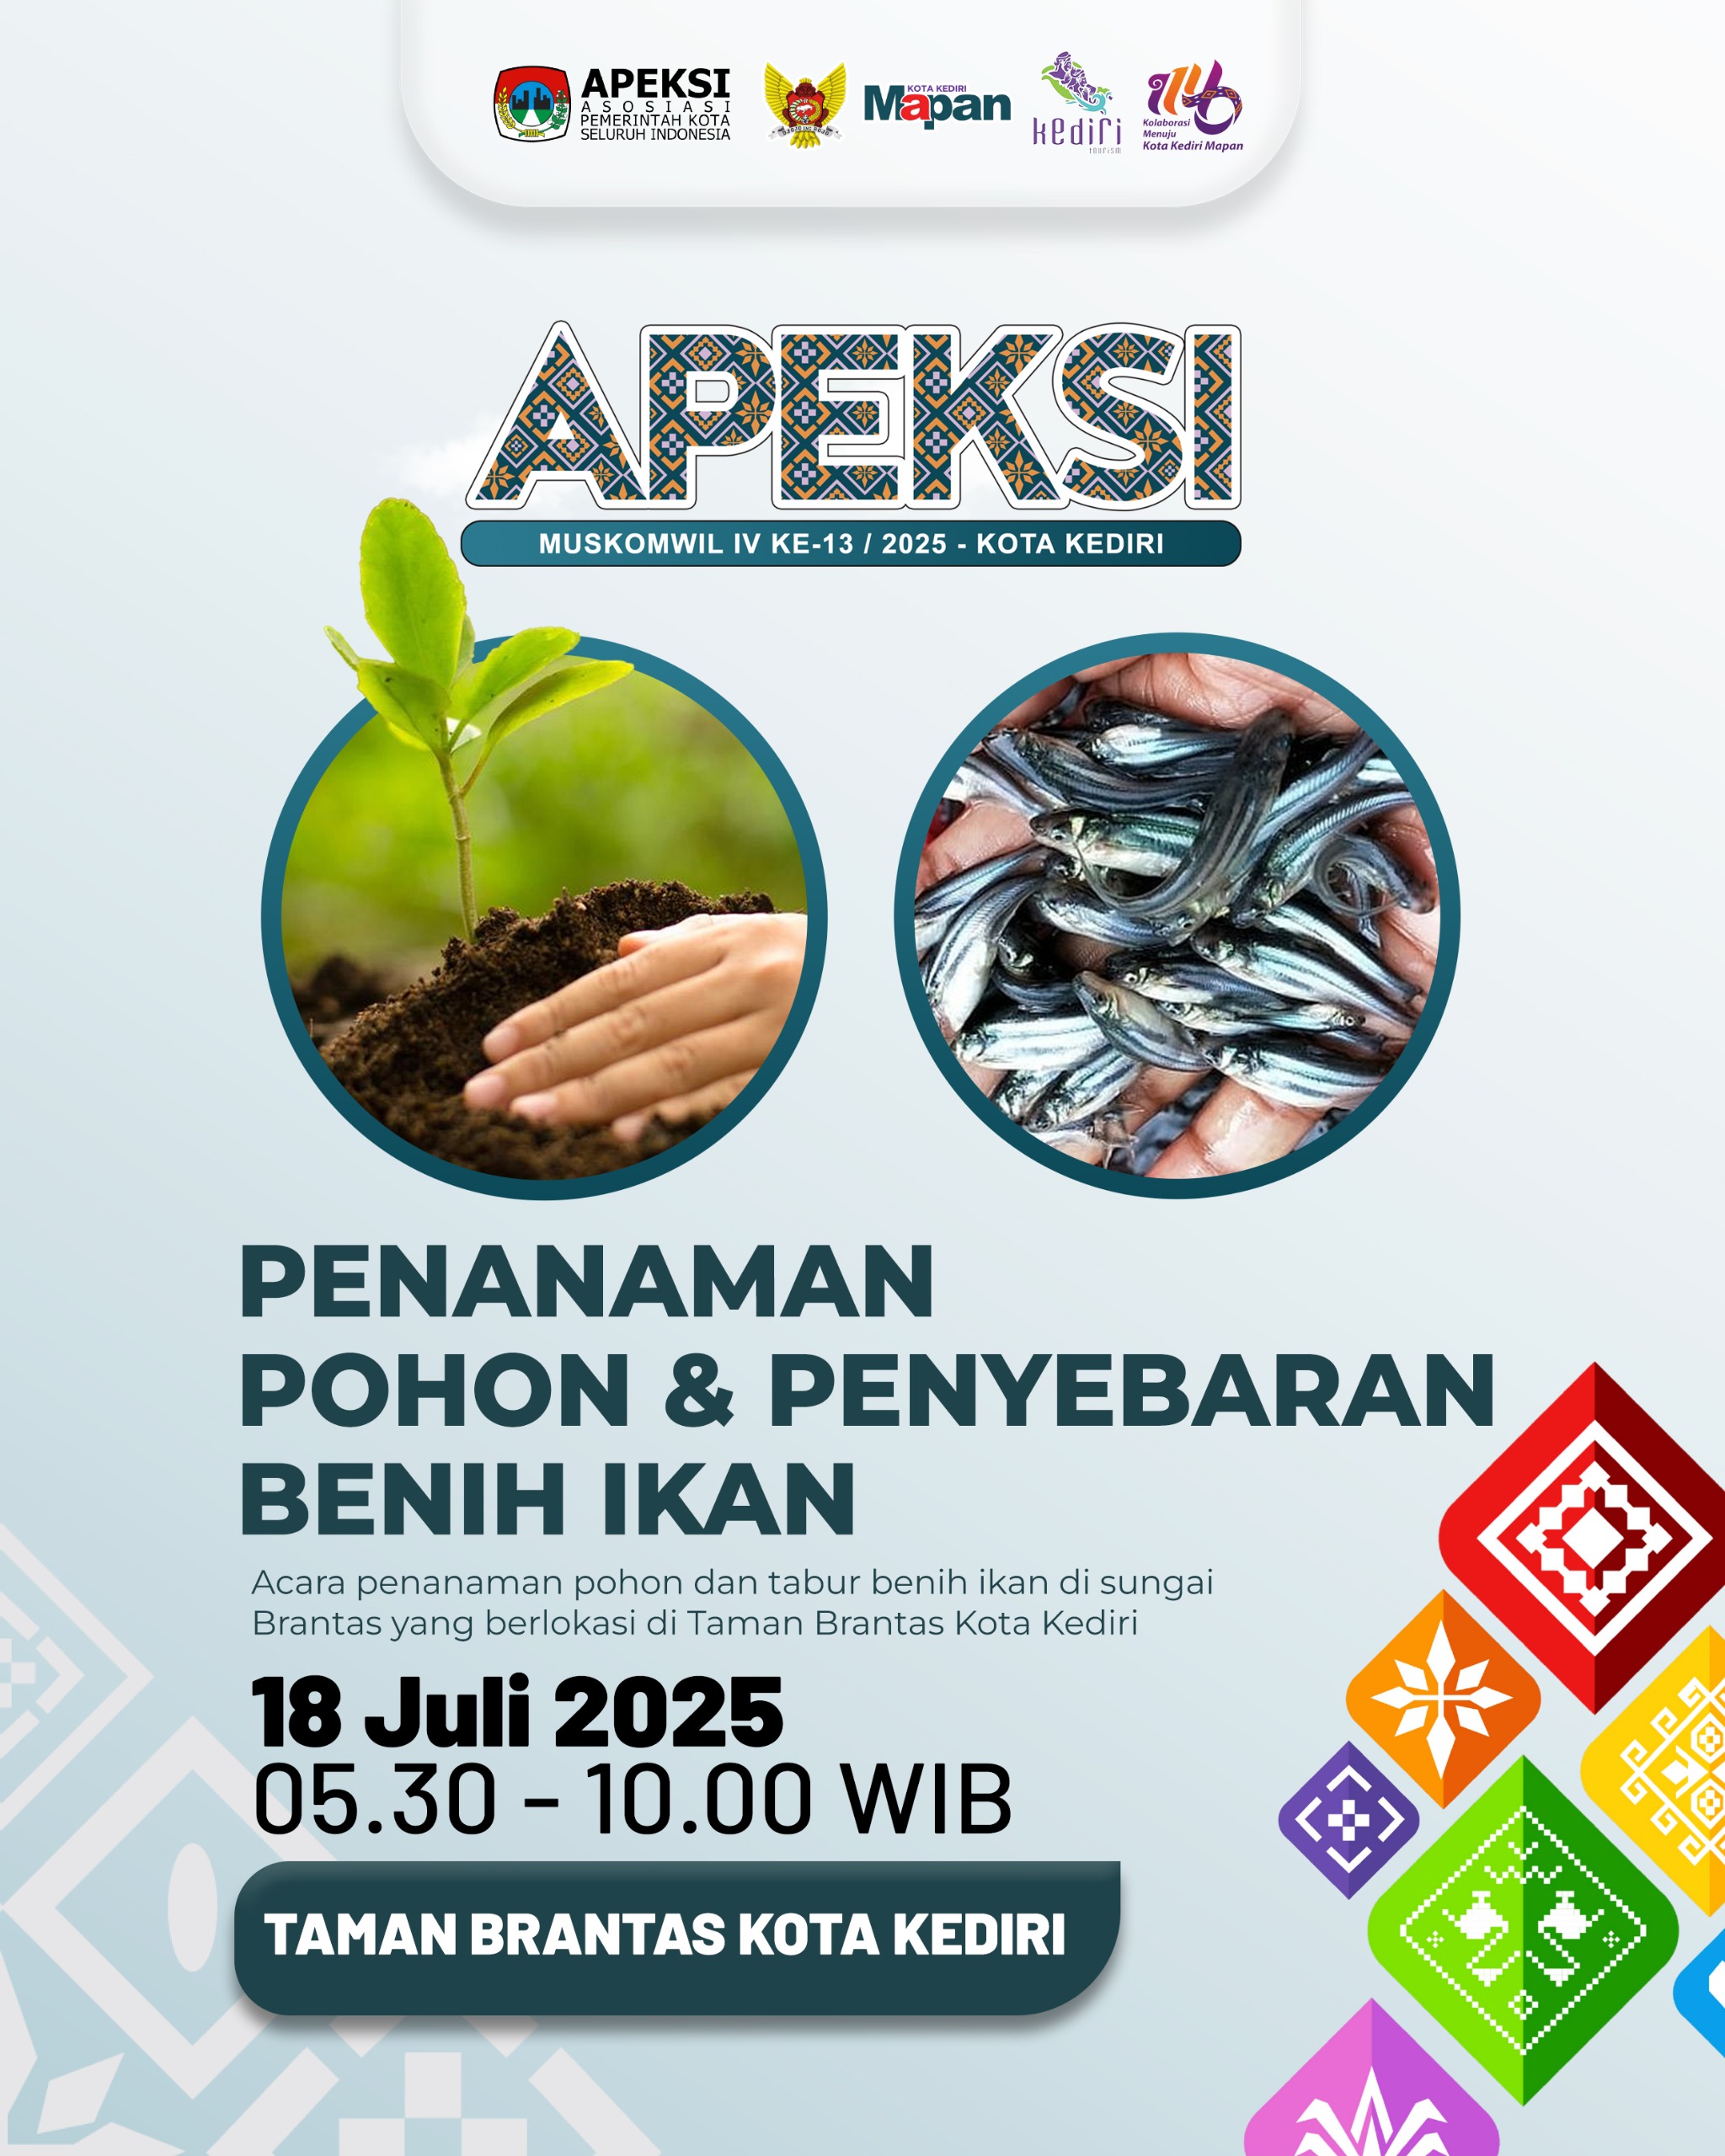 APEKSI
ASOSIASI
PEMERINTAH KOTA
SELURUH INDONESIA
KOTA KEDIRI
Mapan
kediri
tourism
1146
Kolaborasi
Menuju
Kota Kediri Mapan
APEKSI
MUSKOMWIL IV KE-13 / 2025 - KOTA KEDIRI
PENANAMAN
POHON & PENYEBARAN
BENIH IKAN
Acara penanaman pohon dan tabur benih ikan di sungai
Brantas yang berlokasi di Taman Brantas Kota Kediri
18 Juli 2025
05.30 - 10.00 WIB
TAMAN BRANTAS KOTA KEDIRI